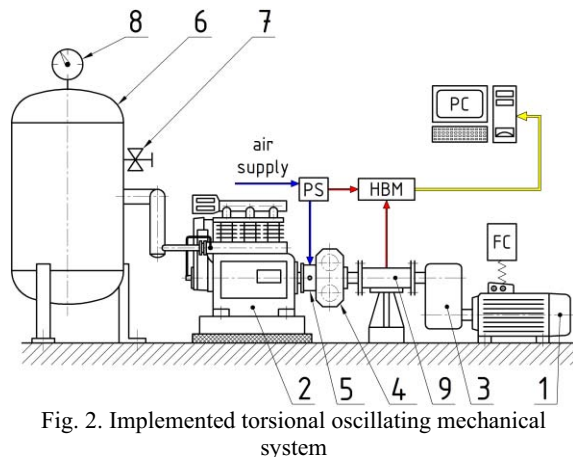 8 6 7
PC
air
supply
PS HBM
FC
2 5 4 9 3 1
Fig. 2. Implemented torsional oscillating mechanical
system